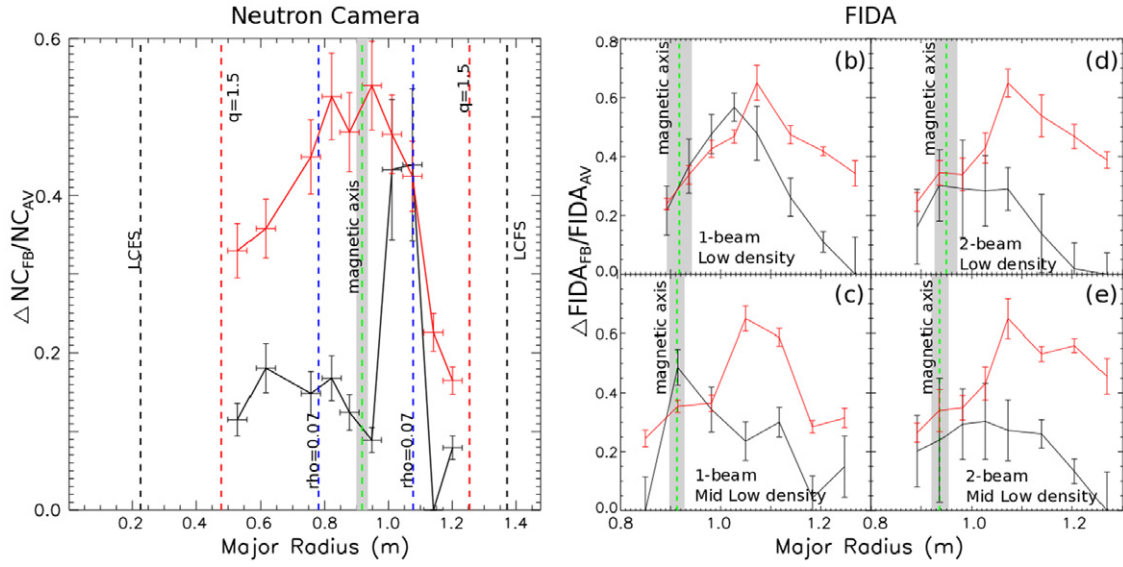 Neutron Camera
FIDA
△NC_FB/NC_AV
0.6
0.4
0.2
0.0
LCFS
q=1.5
rho=0.07
magnetic axis
rho=0.07
q=1.5
LCFS
0.2 0.4 0.6 0.8 1.0 1.2 1.4
Major Radius (m)
△FIDA_FB/FIDA_AV
0.8
0.6
0.4
0.2
0.0
magnetic axis
(b)
1-beam
Low density
magnetic axis
(d)
2-beam
Low density
0.6
0.4
0.2
0.0
magnetic axis
(c)
1-beam
Mid Low density
magnetic axis
(e)
2-beam
Mid Low density
0.8 1.0 1.2 0.8 1.0 1.2
Major Radius (m)